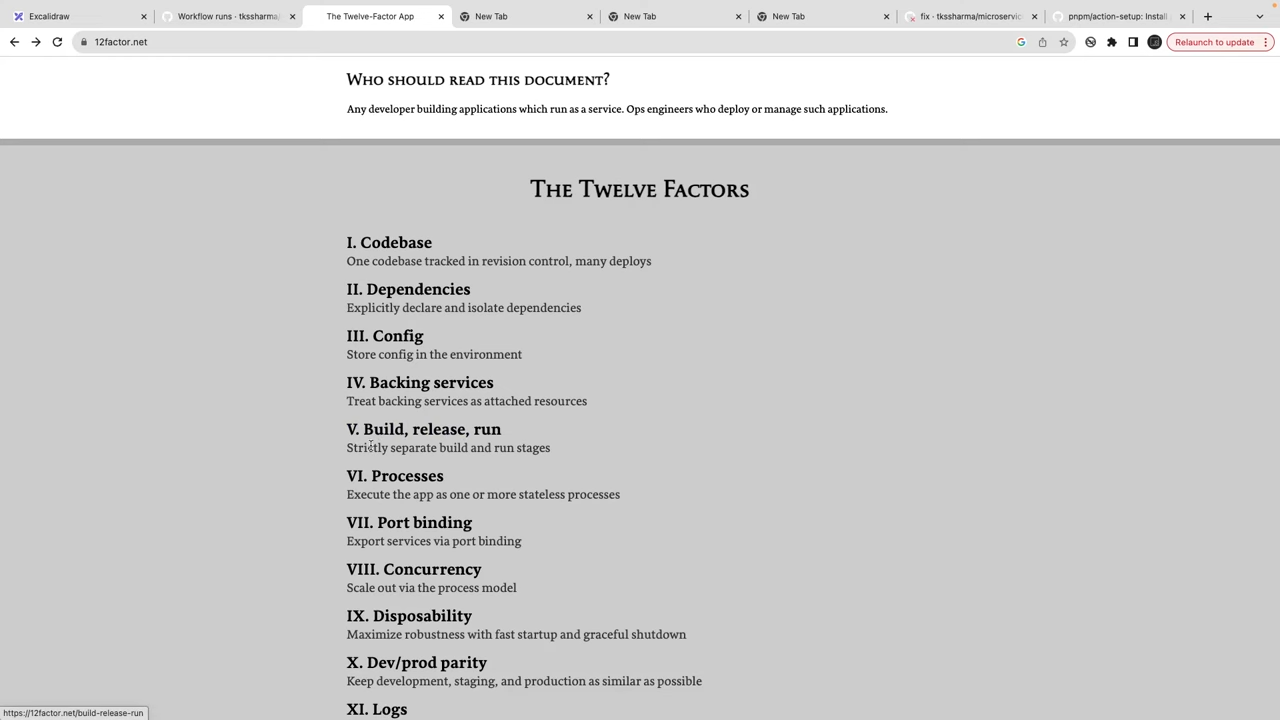 Excalidraw
Workflow runs · tkssharma/
The Twelve-Factor App
New Tab
New Tab
New Tab
fix · tkssharma/microservic
pnpm/action-setup: Install
12factor.net
Relaunch to update
Who should read this document?
Any developer building applications which run as a service. Ops engineers who deploy or manage such applications.
The Twelve Factors
I. Codebase
One codebase tracked in revision control, many deploys
II. Dependencies
Explicitly declare and isolate dependencies
III. Config
Store config in the environment
IV. Backing services
Treat backing services as attached resources
V. Build, release, run
Strictly separate build and run stages
VI. Processes
Execute the app as one or more stateless processes
VII. Port binding
Export services via port binding
VIII. Concurrency
Scale out via the process model
IX. Disposability
Maximize robustness with fast startup and graceful shutdown
X. Dev/prod parity
Keep development, staging, and production as similar as possible
XI. Logs
https://12factor.net/build-release-run